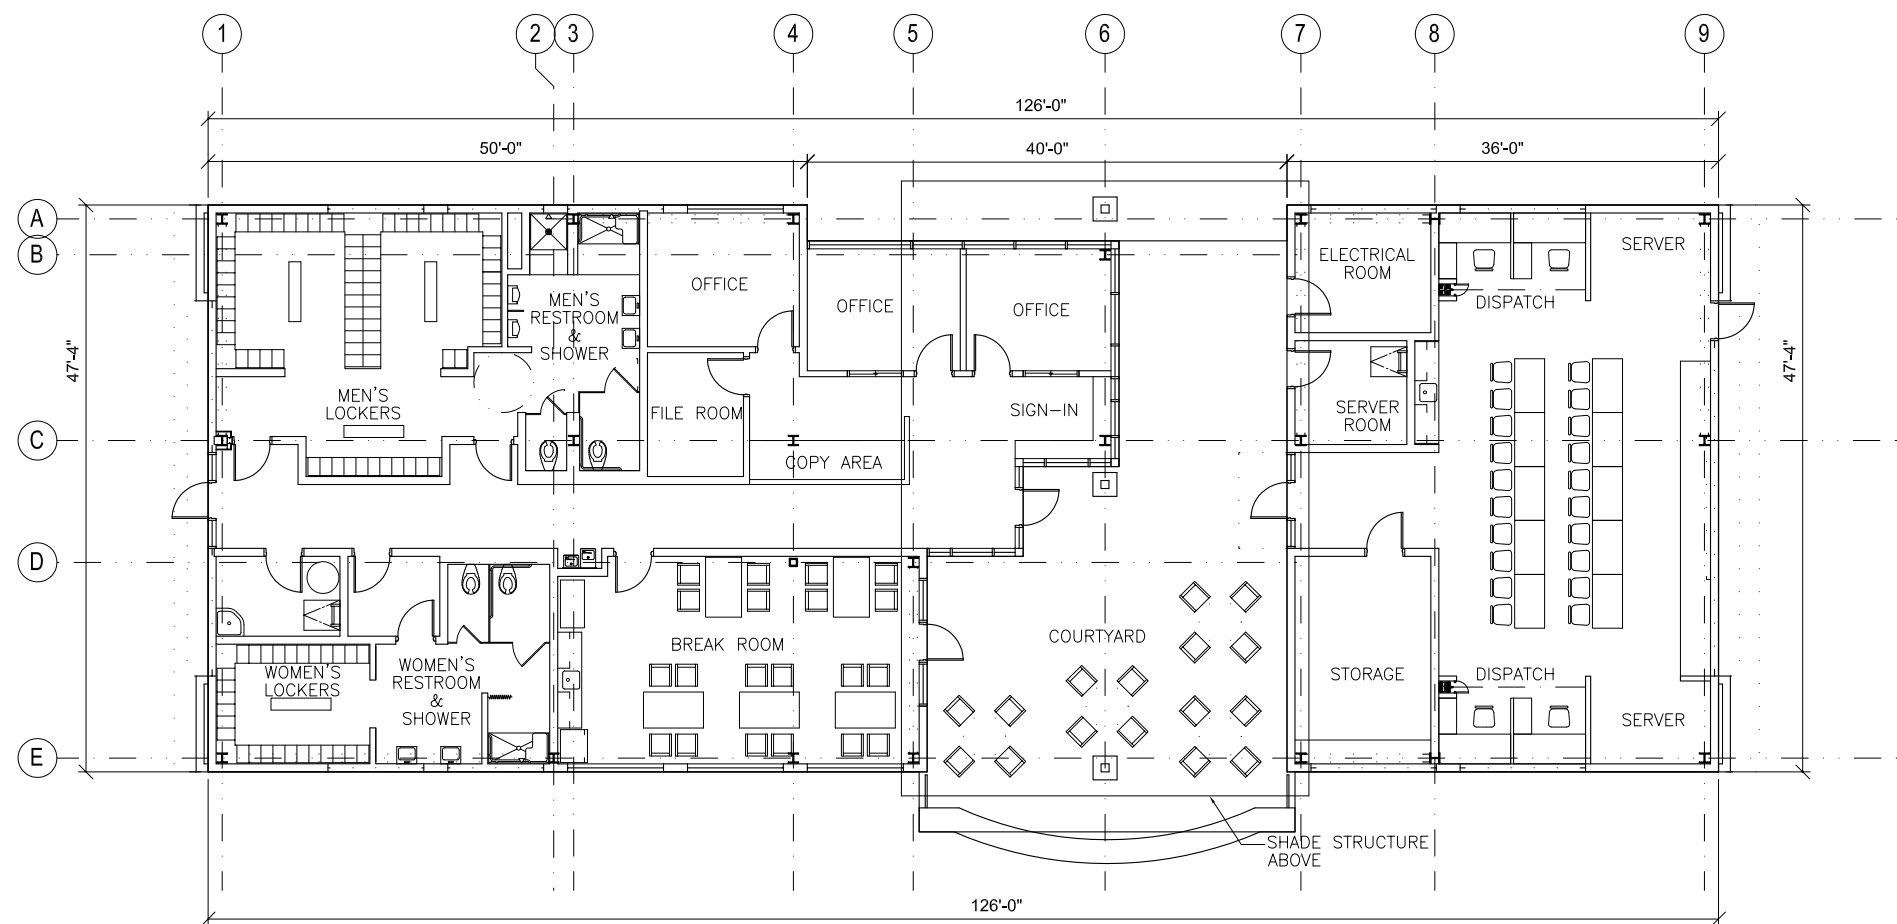 1 2 3 4 5 6 7 8 9
126'-0"
50'-0" 40'-0" 36'-0"
A
B
C
D
E
47'-4"
47'-4"
OFFICE
OFFICE
OFFICE
MEN'S
RESTROOM
&
SHOWER
MEN'S
LOCKERS
FILE ROOM
COPY AREA
SIGN-IN
ELECTRICAL
ROOM
SERVER
DISPATCH
SERVER
ROOM
BREAK ROOM
COURTYARD
WOMEN'S
LOCKERS
WOMEN'S
RESTROOM
&
SHOWER
STORAGE
DISPATCH
SERVER
SHADE STRUCTURE
ABOVE
126'-0"